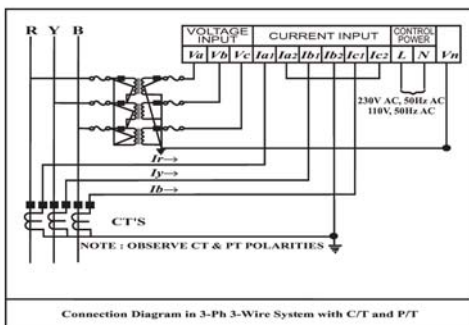 R Y B
VOLTAGE INPUT CURRENT INPUT CONTROL POWER
Va Vb Vc Ia1 Ia2 Ib1 Ib2 Ic1 Ic2 L N Vn
230V AC, 50Hz AC
110V, 50Hz AC
Ir→
Iy→
Ib→
CT'S
NOTE : OBSERVE CT & PT POLARITIES
Connection Diagram in 3-Ph 3-Wire System with C/T and P/T